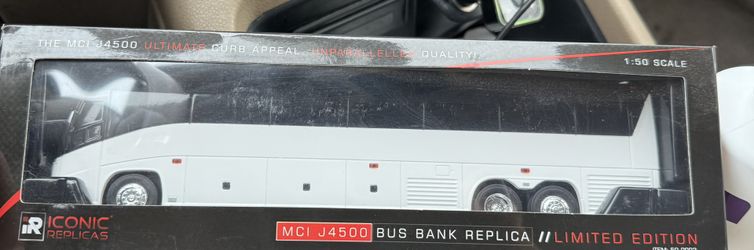 THE MCI J4500 ULTIMATE CURB APPEAL. UNPARALLELED QUALITY!
1:50 SCALE
iR ICONIC
REPLICAS
MCI J4500 BUS BANK REPLICA // LIMITED EDITION